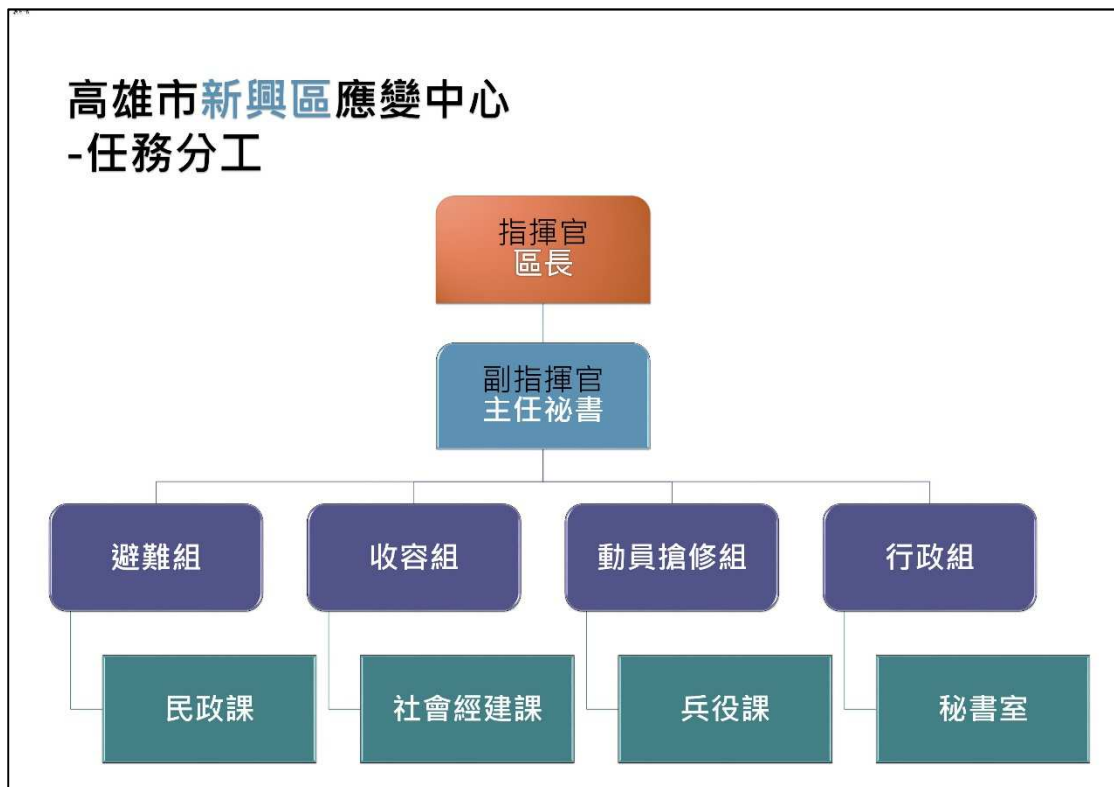 高雄市新興區應變中心
-任務分工
指揮官
區長
副指揮官
主任祕書
避難組
收容組
動員搶修組
行政組
民政課
社會經建課
兵役課
秘書室